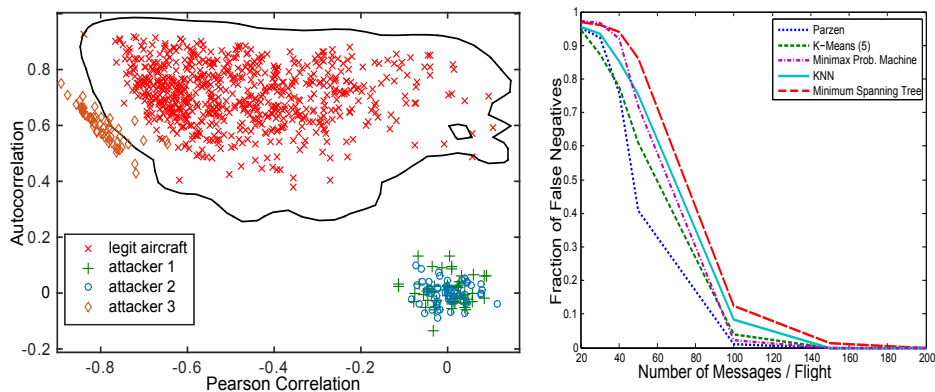 Autocorrelation
0.8
0.6
0.4
0.2
0
-0.2
legit aircraft
attacker 1
attacker 2
attacker 3
-0.8
-0.6
-0.4
-0.2
0
Pearson Correlation
Fraction of False Negatives
1
0.9
0.8
0.7
0.6
0.5
0.4
0.3
0.2
0.1
0
Parzen
K-Means (5)
Minimax Prob. Machine
KNN
Minimum Spanning Tree
20
40
60
80
100
120
140
160
180
200
Number of Messages / Flight